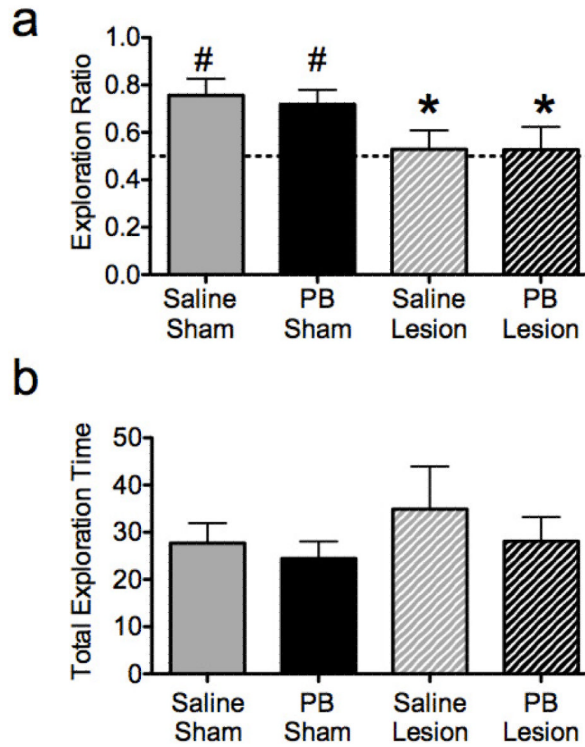 a
Exploration Ratio
1.0
0.8
0.6
0.4
0.2
0.0
# # * *
Saline PB Saline PB
Sham Sham Lesion Lesion
b
Total Exploration Time
50
40
30
20
10
0
Saline PB Saline PB
Sham Sham Lesion Lesion